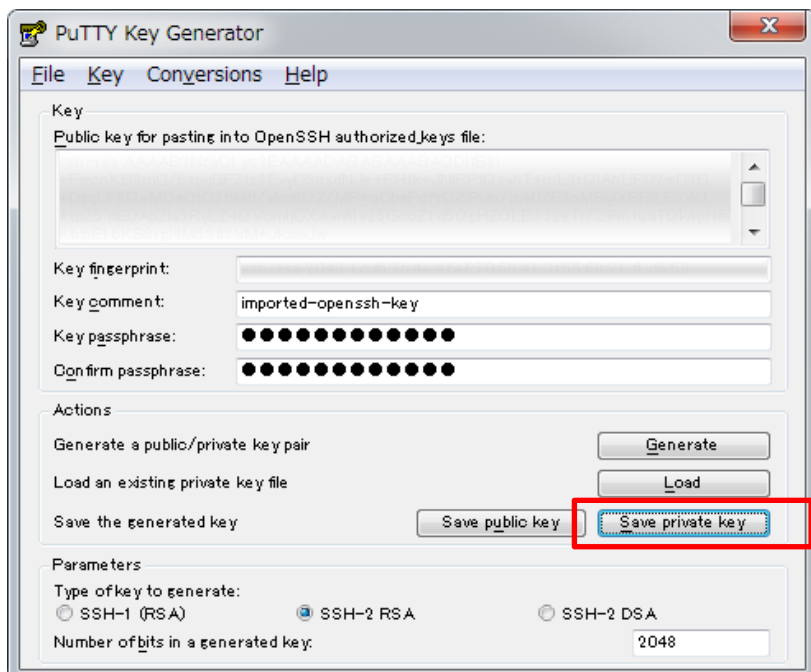 PuTTY Key Generator
File Key Conversions Help
Key
Public key for pasting into OpenSSH authorized_keys file:
Key fingerprint:
Key comment: imported-openssh-key
Key passphrase: ●●●●●●●●●●●●
Confirm passphrase: ●●●●●●●●●●●●
Actions
Generate a public/private key pair Generate
Load an existing private key file Load
Save the generated key Save public key Save private key
Parameters
Type of key to generate:
SSH-1 (RSA) SSH-2 RSA SSH-2 DSA
Number of bits in a generated key: 2048